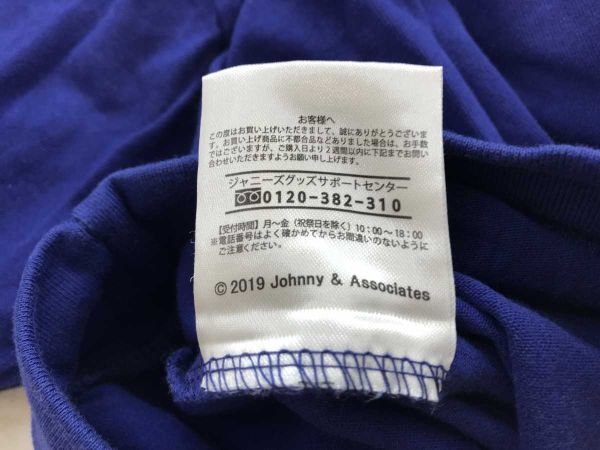 お客様へ
この度はお買い上げいただきまして、誠にありがとうございます。
お買い上げ商品に不都合品などありました場合は、お手数
ではございますが、ご購入日より2週間以内に下記までお問い
合わせいただきますようお願い申し上げます。
ジャニーズグッズサポートセンター
0120-382-310
【受付時間】月〜金（祝祭日を除く）10:00〜18:00
※電話番号はよく確かめてからお間違いのないように
ご注意ください。
© 2019 Johnny & Associates